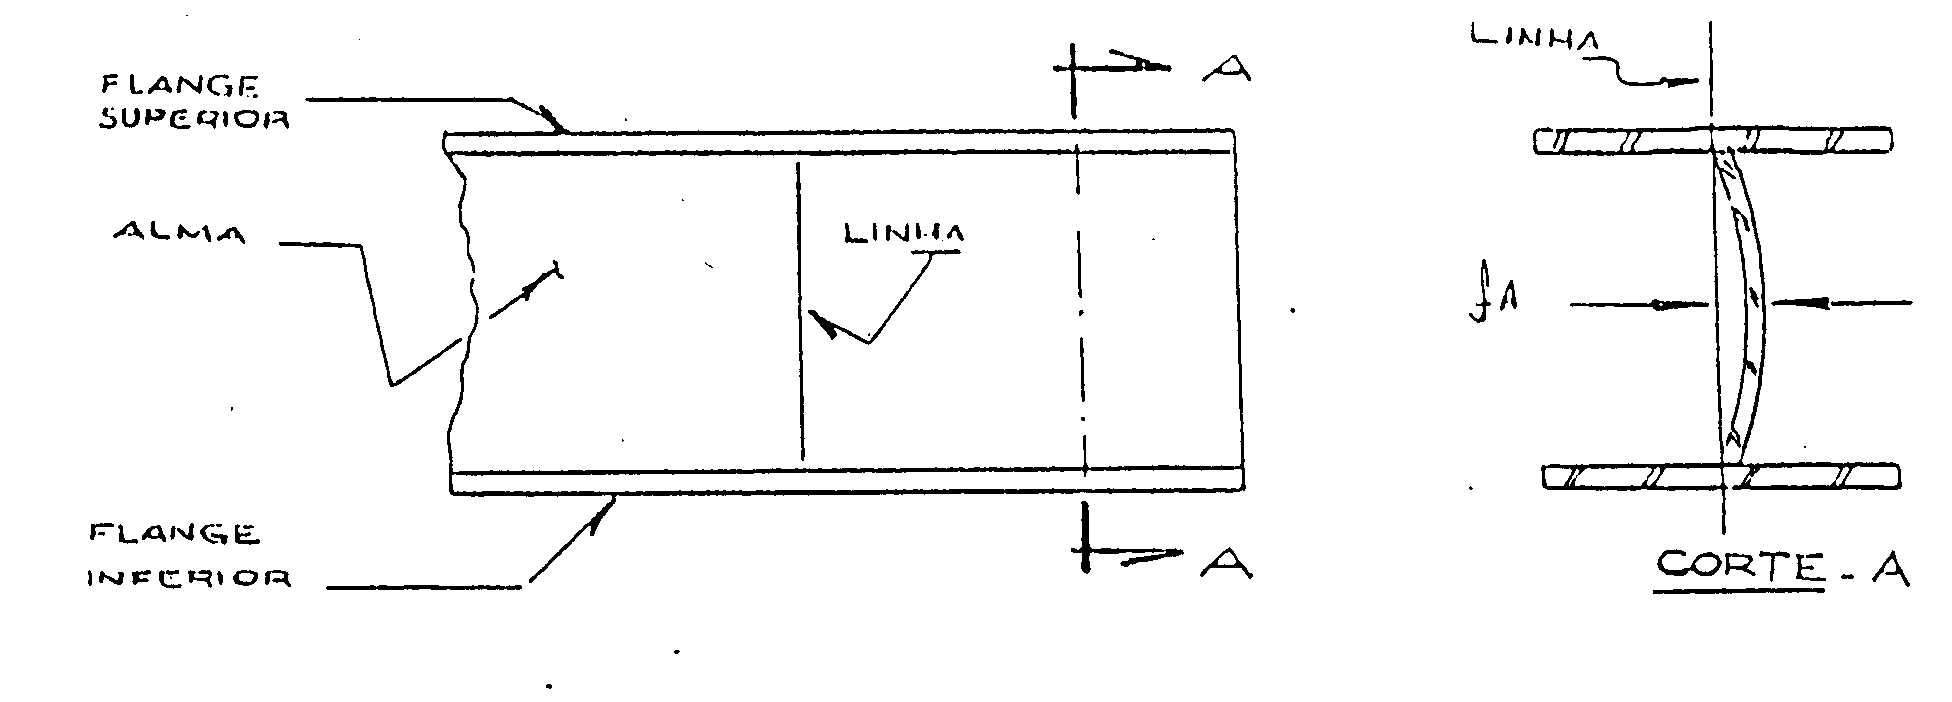 FLANGE
SUPERIOR
A
ALMA
LINHA
FLANGE
INFERIOR
A
LINHA
fA
CORTE - A